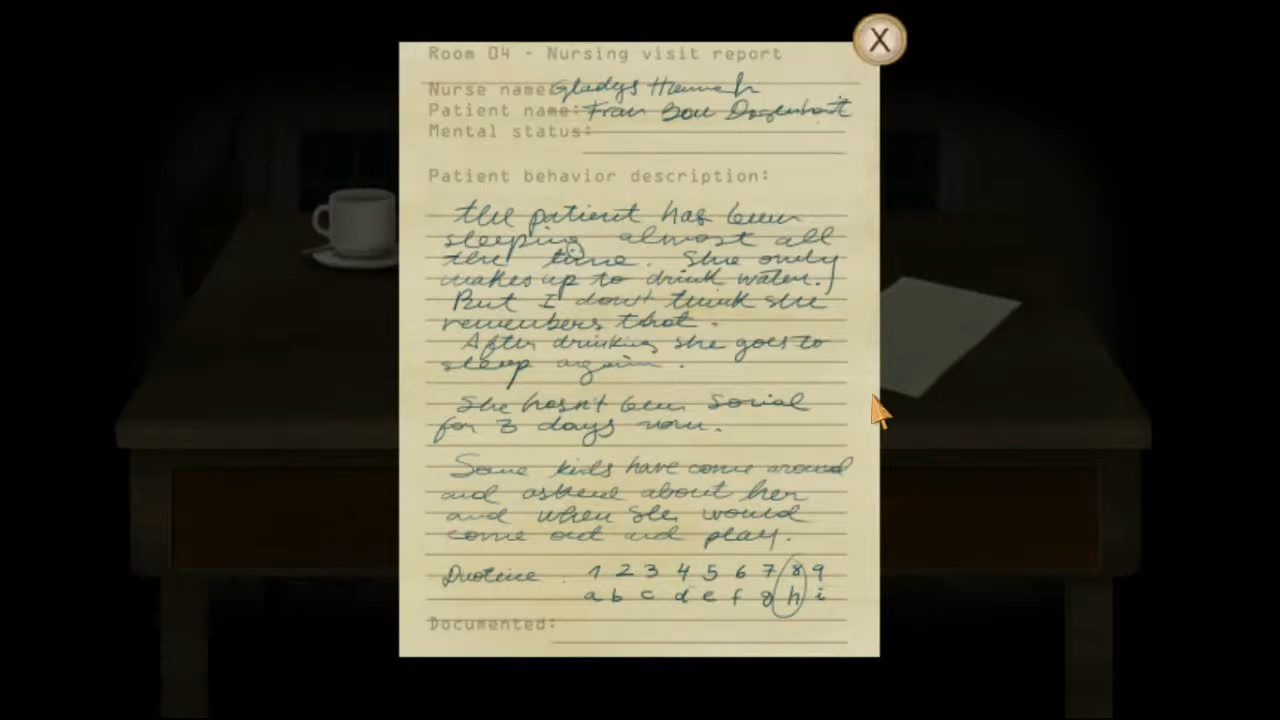 Room 04 - Nursing visit report
Nurse name: Gladys Hannah
Patient name: Fran Bow Dagenhart
Mental status:
Patient behavior description:
the patient has been
sleeping almost all
the time. She only
wakes up to drink water.
But I don't think she
remembers that.
After drinking she goes to
sleep again.
She hasn't been social
for 3 days now.
Some kids have come around
and asked about her
and when she would
come out and play.
Duotine 1 2 3 4 5 6 7 8 9
a b c d e f g h i
Documented:
X